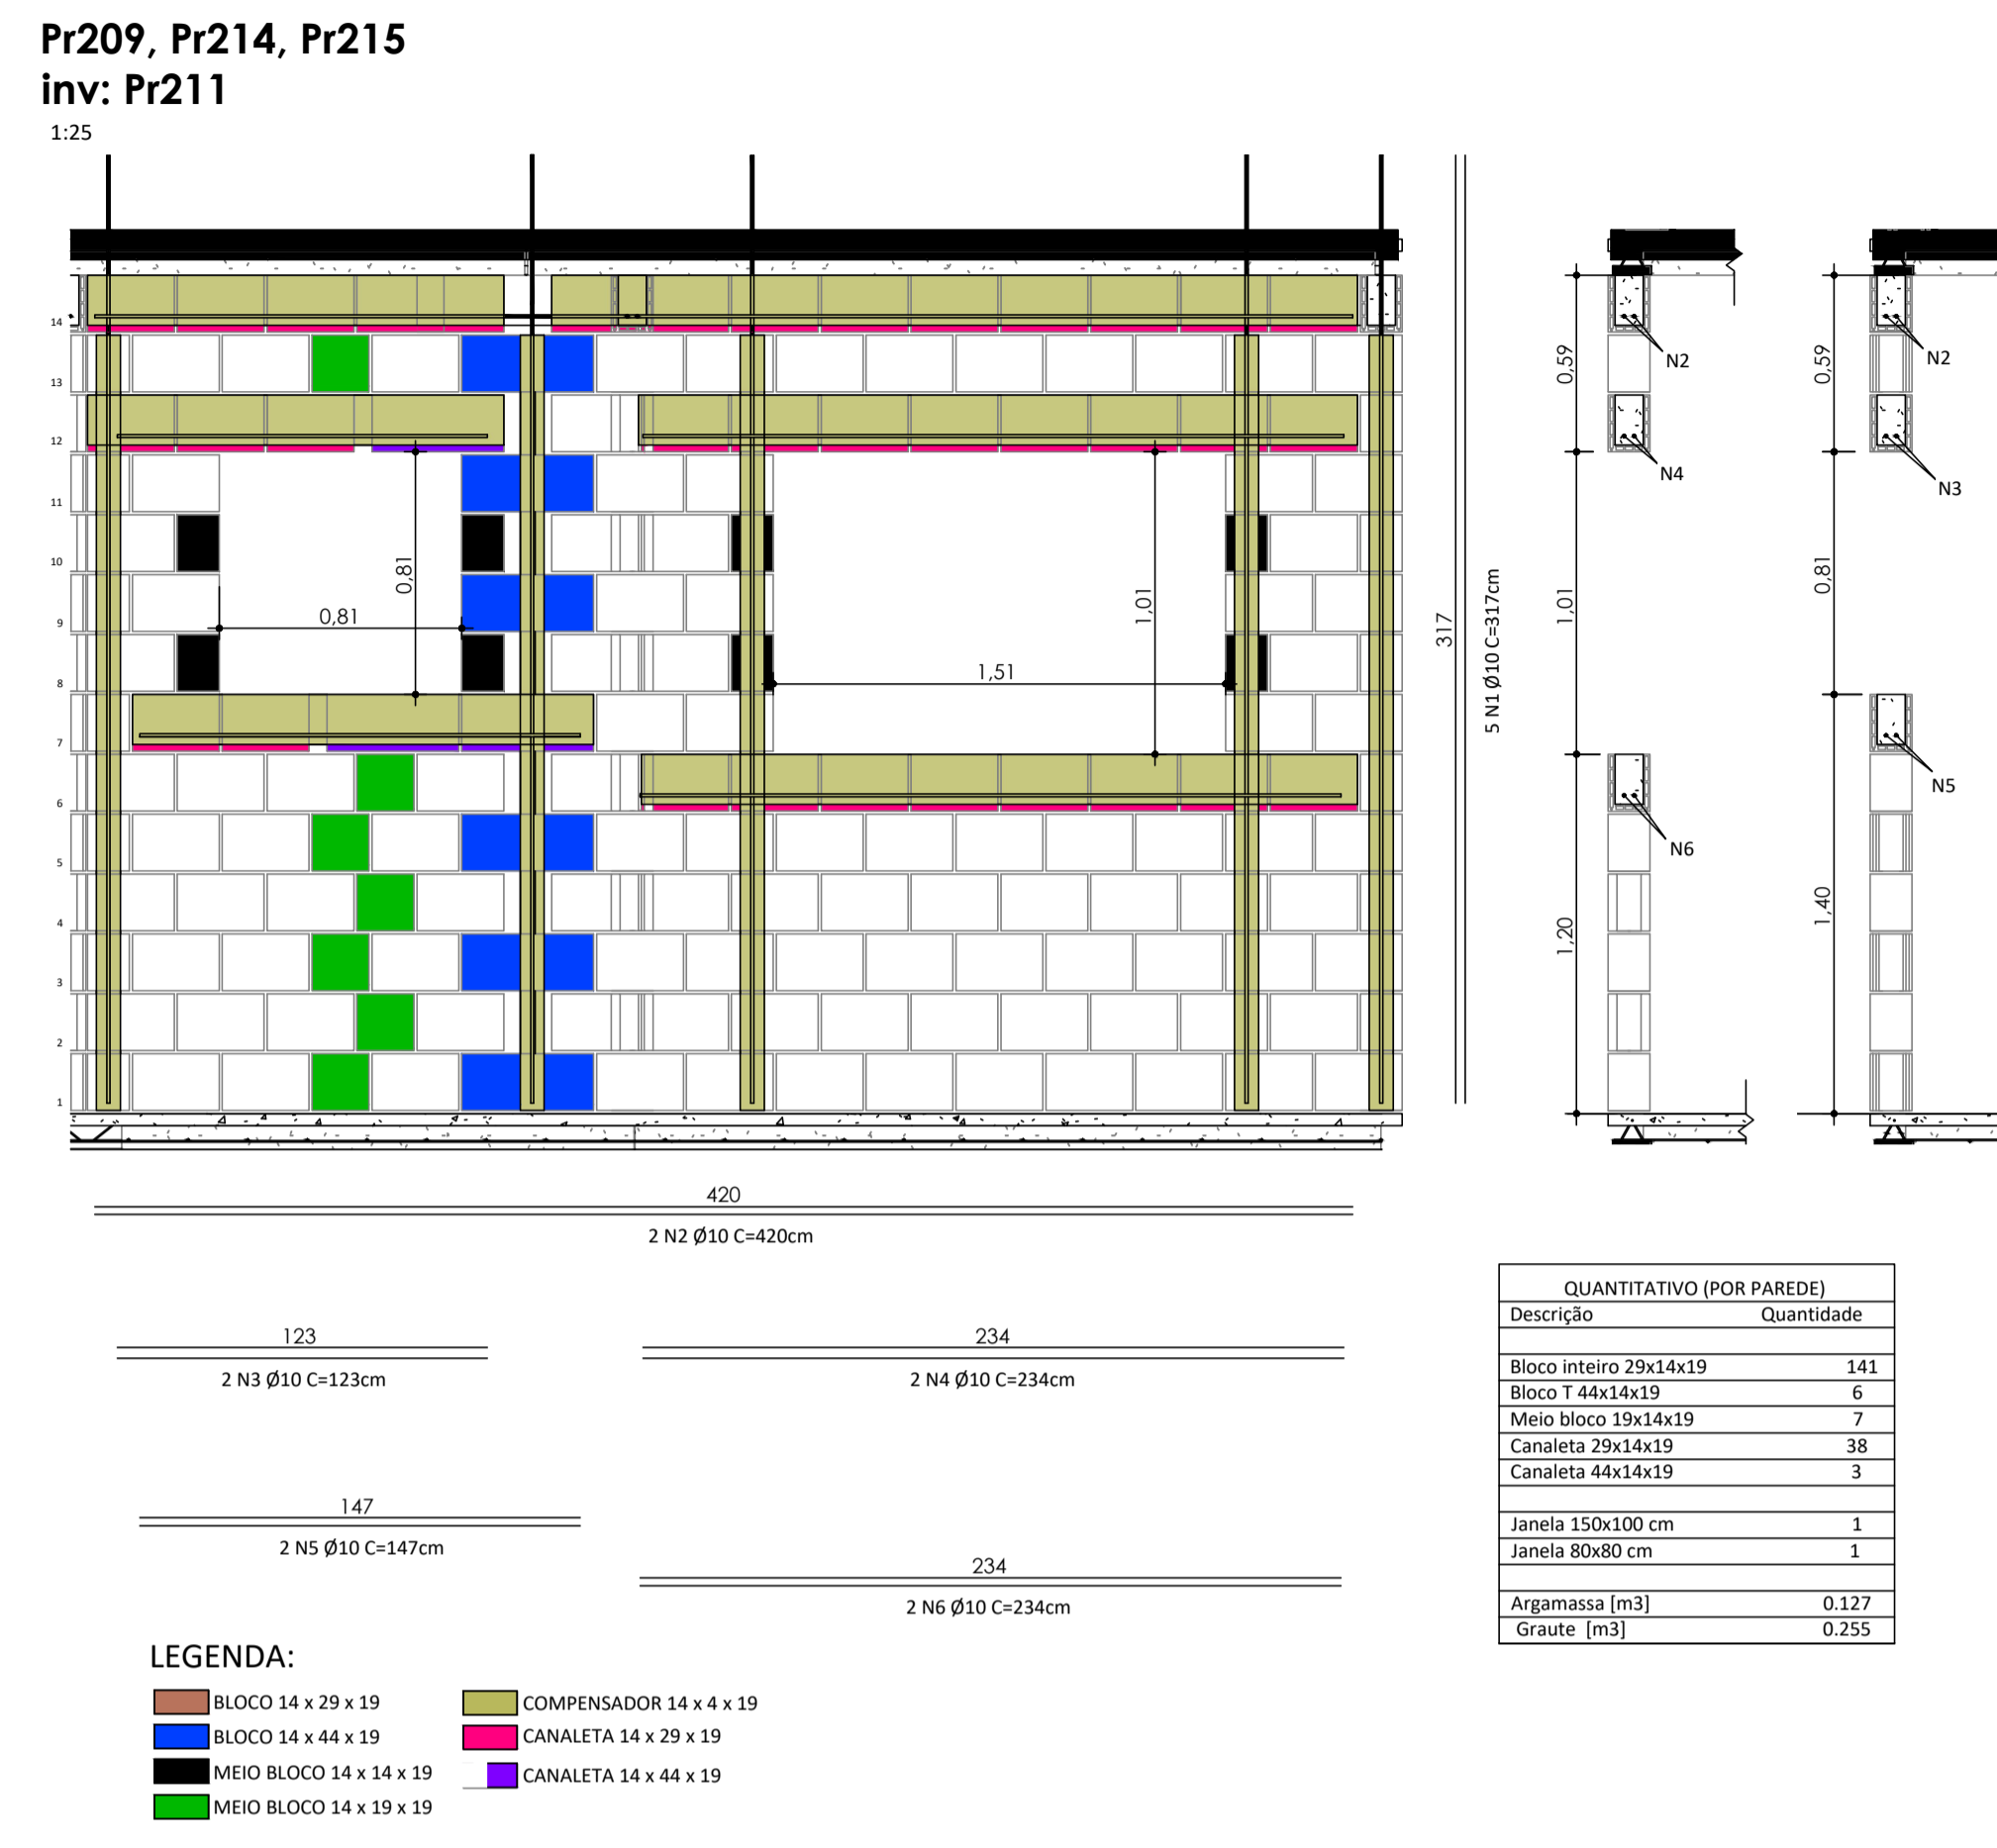 Pr209, Pr214, Pr215
inv: Pr211
1:25
14
13
12
11
10
9
8
7
6
5
4
3
2
1
0,81
0,81
1,01
1,51
317
5 N1 Ø10 C=317cm
0,59
1,01
1,20
N2
N4
N6
0,59
0,81
1,40
N2
N3
N5
420
2 N2 Ø10 C=420cm
123
2 N3 Ø10 C=123cm
234
2 N4 Ø10 C=234cm
147
2 N5 Ø10 C=147cm
234
2 N6 Ø10 C=234cm
QUANTITATIVO (POR PAREDE)
Descrição Quantidade
Bloco inteiro 29x14x19 141
Bloco T 44x14x19 6
Meio bloco 19x14x19 7
Canaleta 29x14x19 38
Canaleta 44x14x19 3
Janela 150x100 cm 1
Janela 80x80 cm 1
Argamassa [m3] 0.127
Graute [m3] 0.255
LEGENDA:
BLOCO 14 x 29 x 19
BLOCO 14 x 44 x 19
MEIO BLOCO 14 x 14 x 19
MEIO BLOCO 14 x 19 x 19
COMPENSADOR 14 x 4 x 19
CANALETA 14 x 29 x 19
CANALETA 14 x 44 x 19